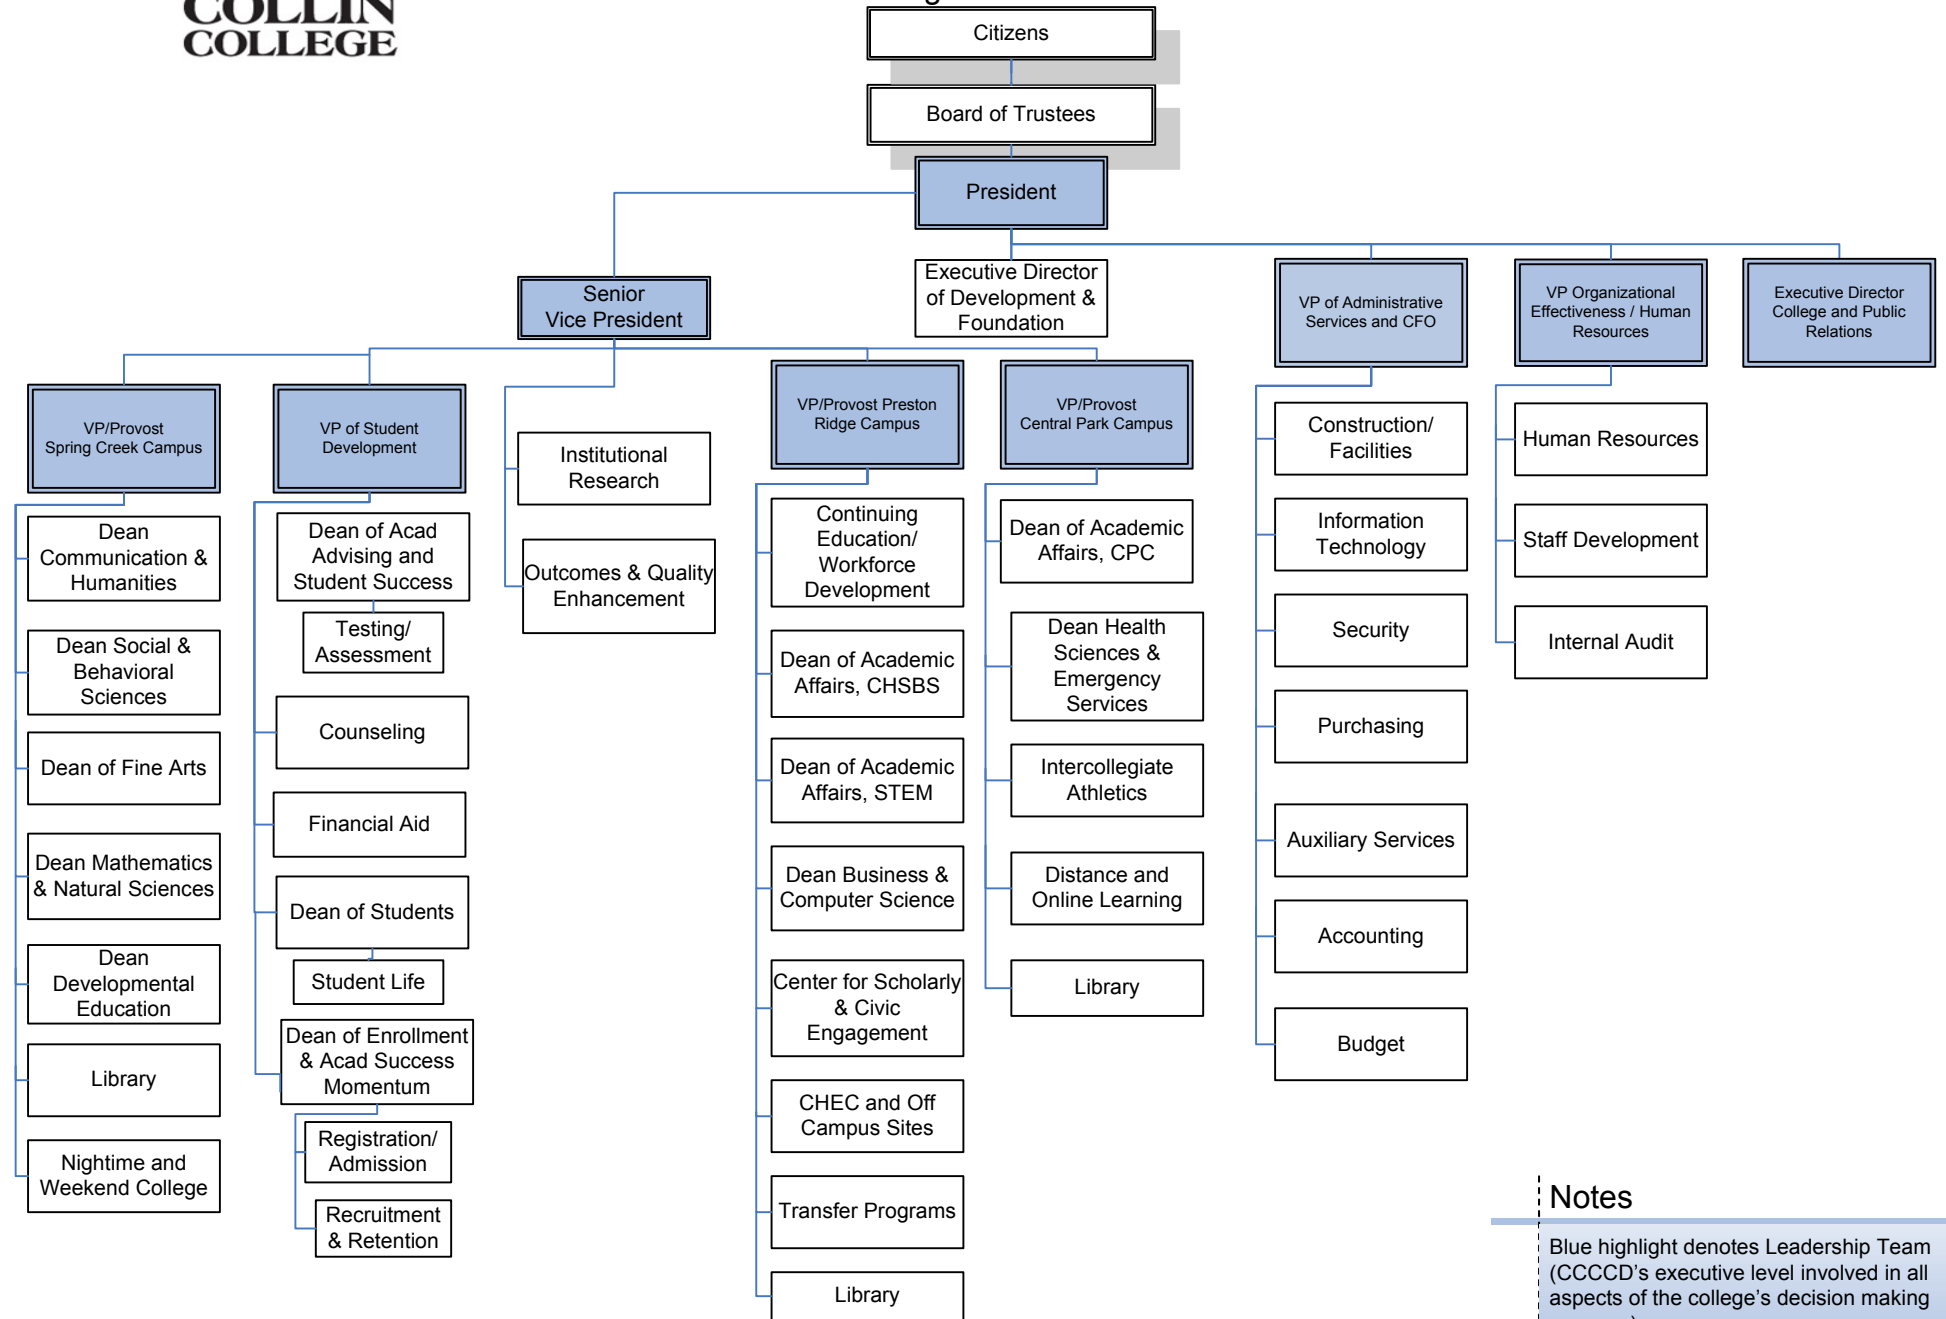 COLLIN
COLLEGE
Citizens
Board of Trustees
President
Senior
Vice President
Executive Director
of Development &
Foundation
VP of Administrative
Services and CFO
VP Organizational
Effectiveness / Human
Resources
Executive Director
College and Public
Relations
VP/Provost
Spring Creek Campus
VP of Student
Development
VP/Provost Preston
Ridge Campus
VP/Provost
Central Park Campus
Dean
Communication &
Humanities
Dean Social &
Behavioral
Sciences
Dean of Fine Arts
Dean Mathematics
& Natural Sciences
Dean
Developmental
Education
Library
Nightime and
Weekend College
Dean of Acad
Advising and
Student Success
Testing/
Assessment
Counseling
Financial Aid
Dean of Students
Student Life
Dean of Enrollment
& Acad Success
Momentum
Registration/
Admission
Recruitment
& Retention
Institutional
Research
Outcomes & Quality
Enhancement
Continuing
Education/
Workforce
Development
Dean of Academic
Affairs, CHSBS
Dean of Academic
Affairs, STEM
Dean Business &
Computer Science
Center for Scholarly
& Civic
Engagement
CHEC and Off
Campus Sites
Transfer Programs
Library
Dean of Academic
Affairs, CPC
Dean Health
Sciences &
Emergency
Services
Intercollegiate
Athletics
Distance and
Online Learning
Library
Construction/
Facilities
Information
Technology
Security
Purchasing
Auxiliary Services
Accounting
Budget
Human Resources
Staff Development
Internal Audit
Notes
Blue highlight denotes Leadership Team
(CCCCD's executive level involved in all
aspects of the college's decision making